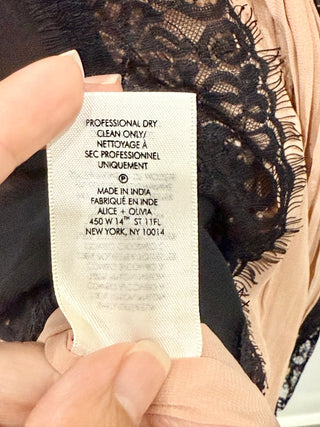 PROFESSIONAL DRY
CLEAN ONLY/
NETTOYAGE À
SEC PROFESSIONNEL
UNIQUEMENT
P
MADE IN INDIA
FABRIQUÉ EN INDE
ALICE + OLIVIA
450 W 14TH ST 11FL
NEW YORK, NY 10014